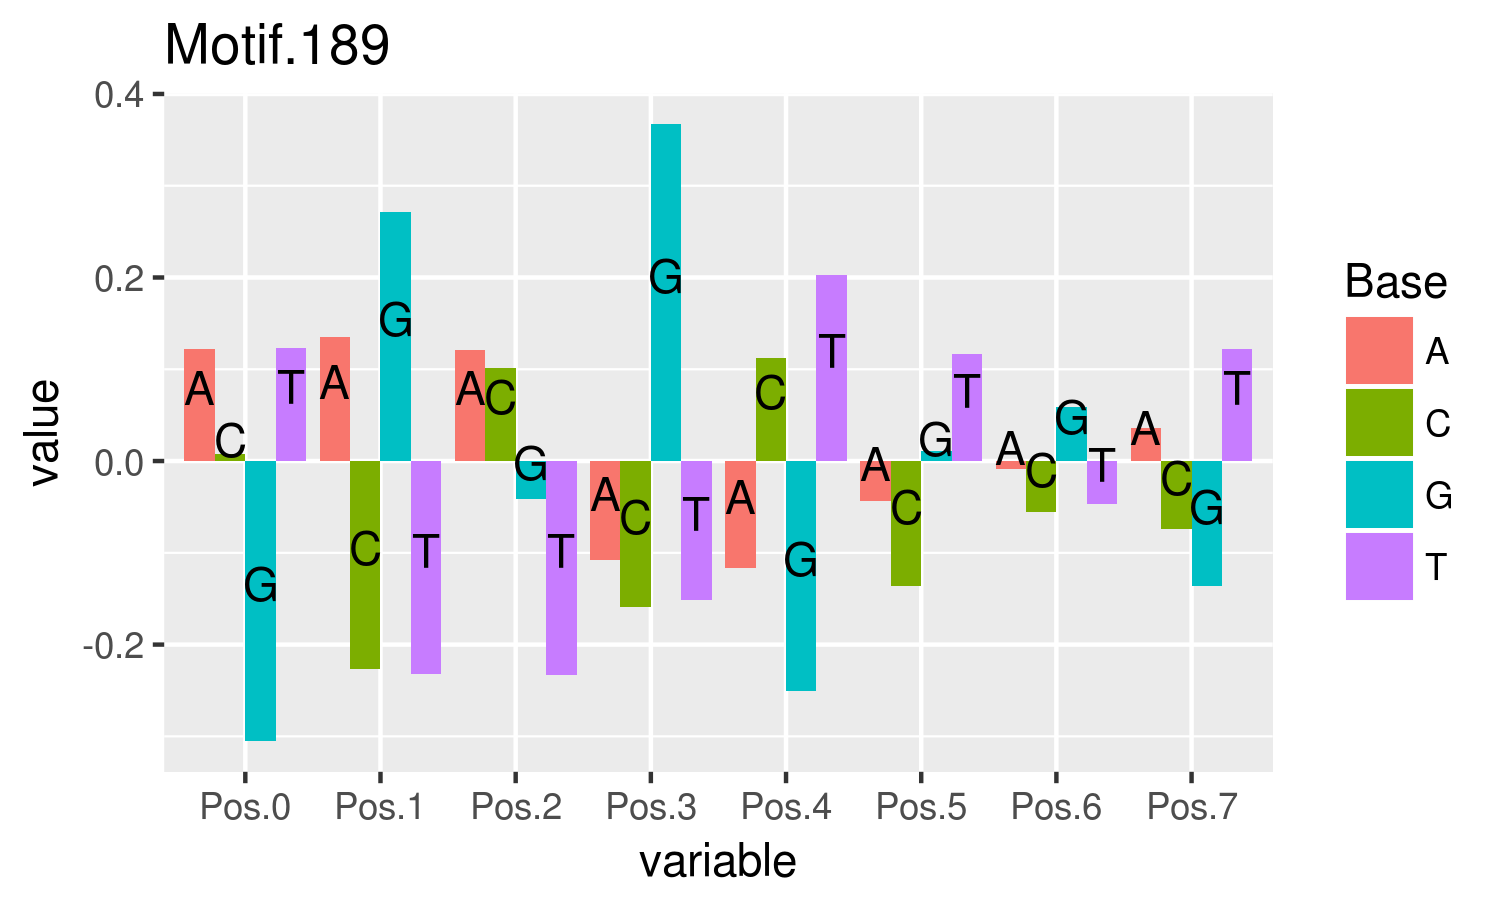 Motif.189
0.4
0.2
0.0
-0.2
value
A C G T A C G T A C G T A C G T A C G T A C G T A C G T A C G T
Pos.0 Pos.1 Pos.2 Pos.3 Pos.4 Pos.5 Pos.6 Pos.7
variable
Base
A
C
G
T